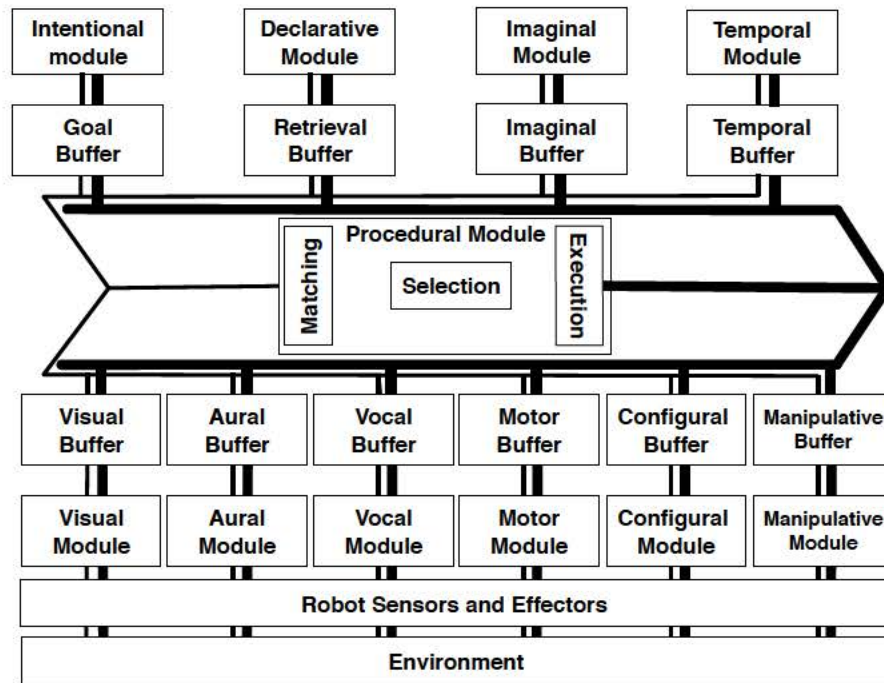 Intentional
module
Declarative
Module
Imaginal
Module
Temporal
Module
Goal
Buffer
Retrieval
Buffer
Imaginal
Buffer
Temporal
Buffer
Procedural Module
Matching
Selection
Execution
Visual
Buffer
Aural
Buffer
Vocal
Buffer
Motor
Buffer
Configural
Buffer
Manipulative
Buffer
Visual
Module
Aural
Module
Vocal
Module
Motor
Module
Configural
Module
Manipulative
Module
Robot Sensors and Effectors
Environment